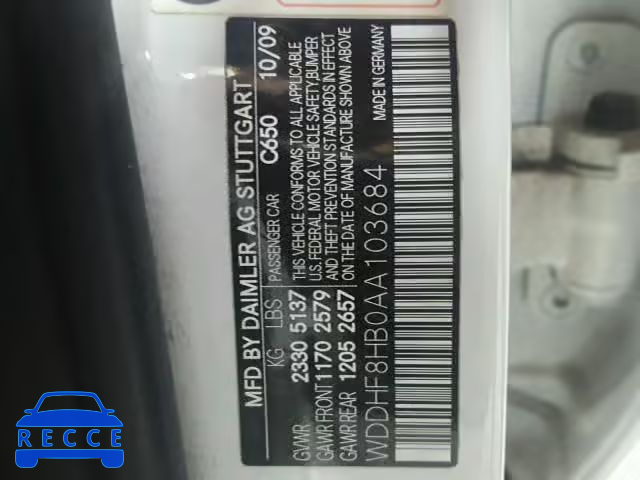 MFD BY DAIMLER AG STUTTGART 10/09
C650
KG LBS PASSENGER CAR
GVWR 2330 5137 THIS VEHICLE CONFORMS TO ALL APPLICABLE
GAWR FRONT 1170 2579 U.S. FEDERAL MOTOR VEHICLE SAFETY, BUMPER
GAWR REAR 1205 2657 AND THEFT PREVENTION STANDARDS IN EFFECT
ON THE DATE OF MANUFACTURE SHOWN ABOVE
MADE IN GERMANY
WDDHF8HB0AA103684
RECCE